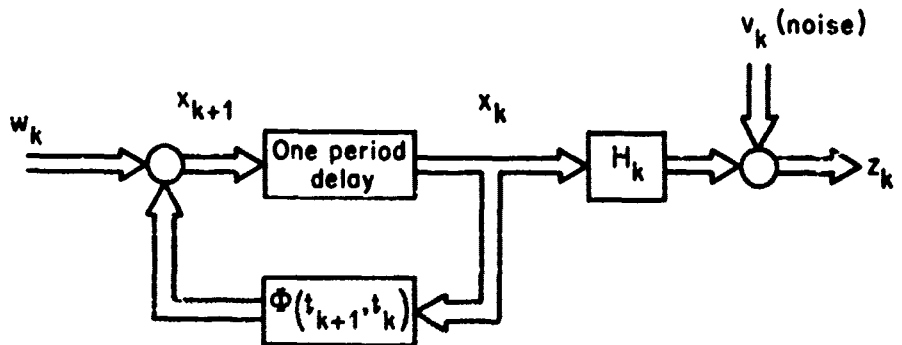 v_k (noise)
x_{k+1}
x_k
w_k
One period
delay
H_k
z_k
Φ(t_{k+1}, t_k)